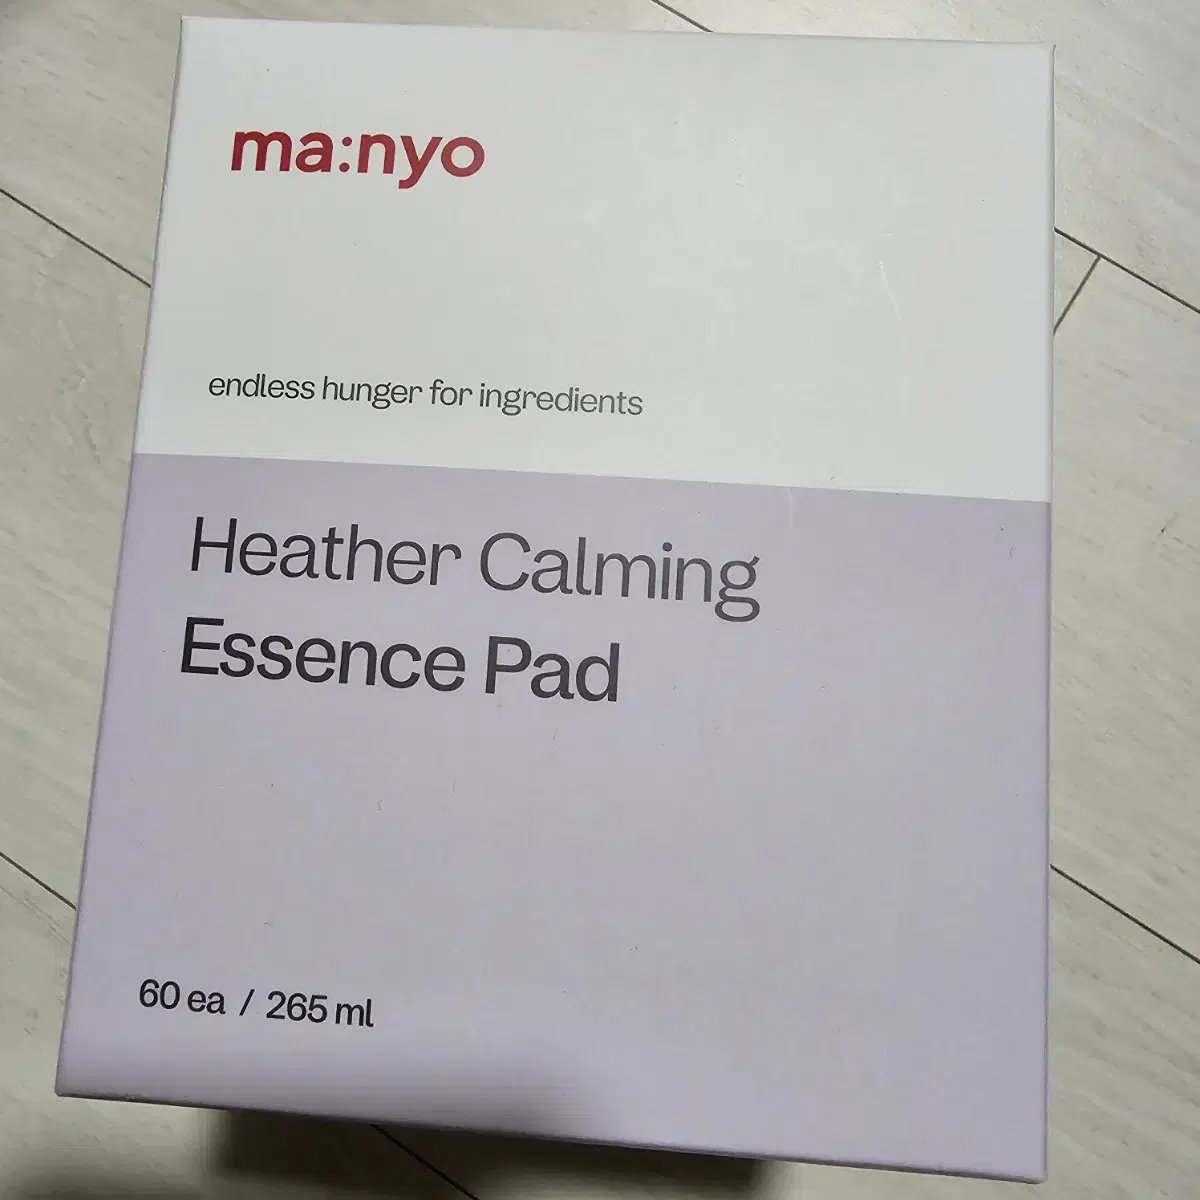 ma:nyo
endless hunger for ingredients
Heather Calming
Essence Pad
60 ea / 265 ml